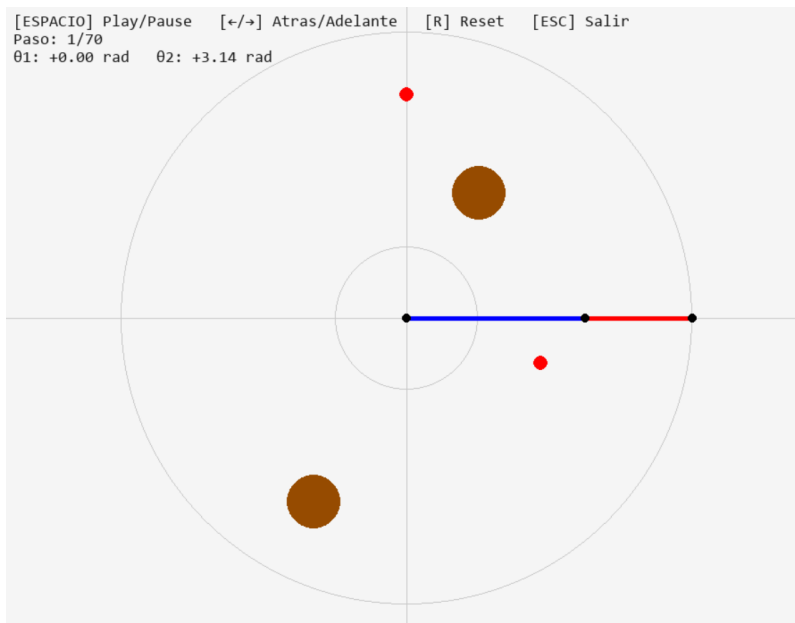 [ESPACIO] Play/Pause   [←/→] Atras/Adelante   [R] Reset   [ESC] Salir
Paso: 1/70
θ1: +0.00 rad   θ2: +3.14 rad